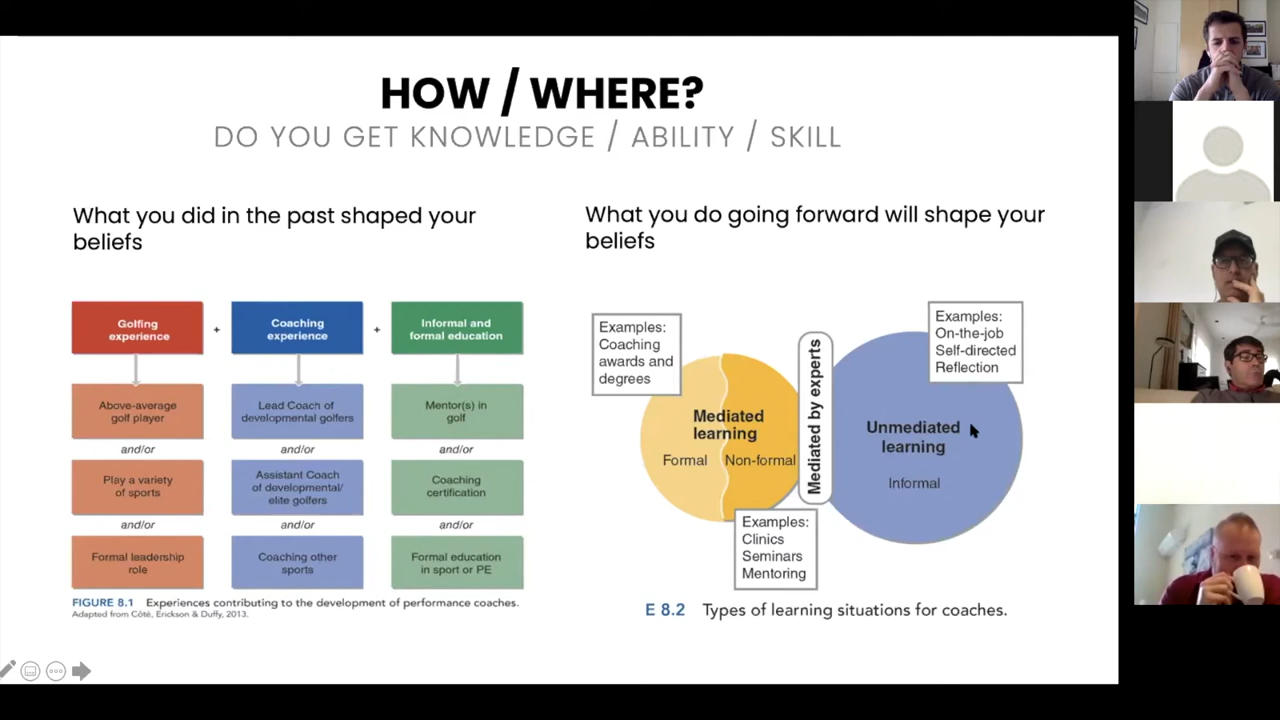 HOW / WHERE?
DO YOU GET KNOWLEDGE / ABILITY / SKILL
What you did in the past shaped your
beliefs
Golfing
experience
+
Coaching
experience
+
Informal and
formal education
Above-average
golf player
Lead Coach of
developmental golfers
Mentor(s) in
golf
and/or
and/or
and/or
Play a variety
of sports
Assistant Coach
of developmental/
elite golfers
Coaching
certification
and/or
and/or
and/or
Formal leadership
role
Coaching other
sports
Formal education
in sport or PE
FIGURE 8.1 Experiences contributing to the development of performance coaches.
Adapted from Côté, Erickson & Duffy, 2013.
What you do going forward will shape your
beliefs
Examples:
Coaching
awards and
degrees
Mediated
learning
Formal
Non-formal
Examples:
Clinics
Seminars
Mentoring
Mediated by experts
Examples:
On-the-job
Self-directed
Reflection
Unmediated
learning
Informal
E 8.2 Types of learning situations for coaches.